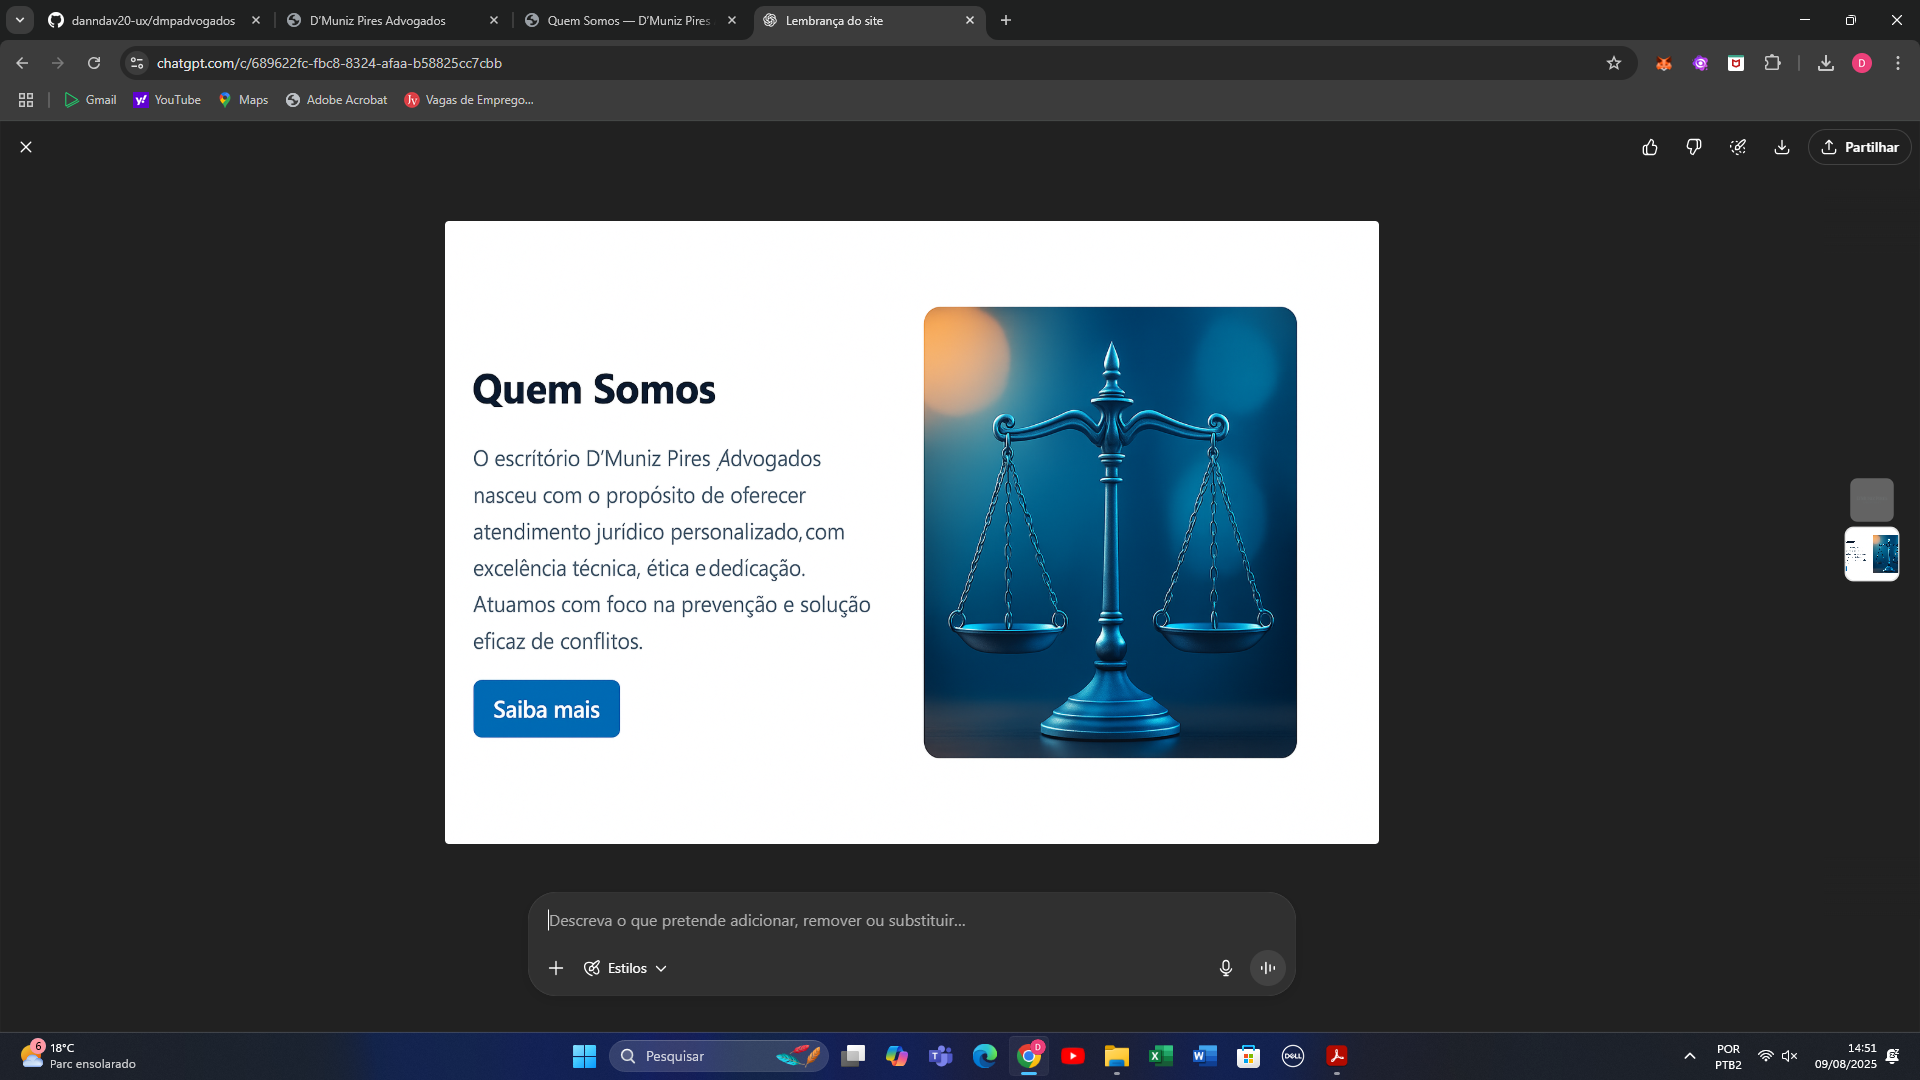 danndav20-ux/dmpadvogados
D'Muniz Pires Advogados
Quem Somos — D'Muniz Pires
Lembrança do site
chatgpt.com/c/689622fc-fbc8-8324-afaa-b58825cc7cbb
D
Gmail
YouTube
Maps
Adobe Acrobat
Vagas de Emprego...
Partilhar
Quem Somos
O escrítório D'Muniz Pires Advogados
nasceu com o propósito de oferecer
atendimento jurídico personalizado, com
excelência técnica, ética e dedícação.
Atuamos com foco na prevenção e solução
eficaz de conflitos.
Saiba mais
Descreva o que pretende adicionar, remover ou substituir...
Estilos
6
18°C
Parc ensolarado
Pesquisar
D
DELL
POR
PTB2
14:51
09/08/2025